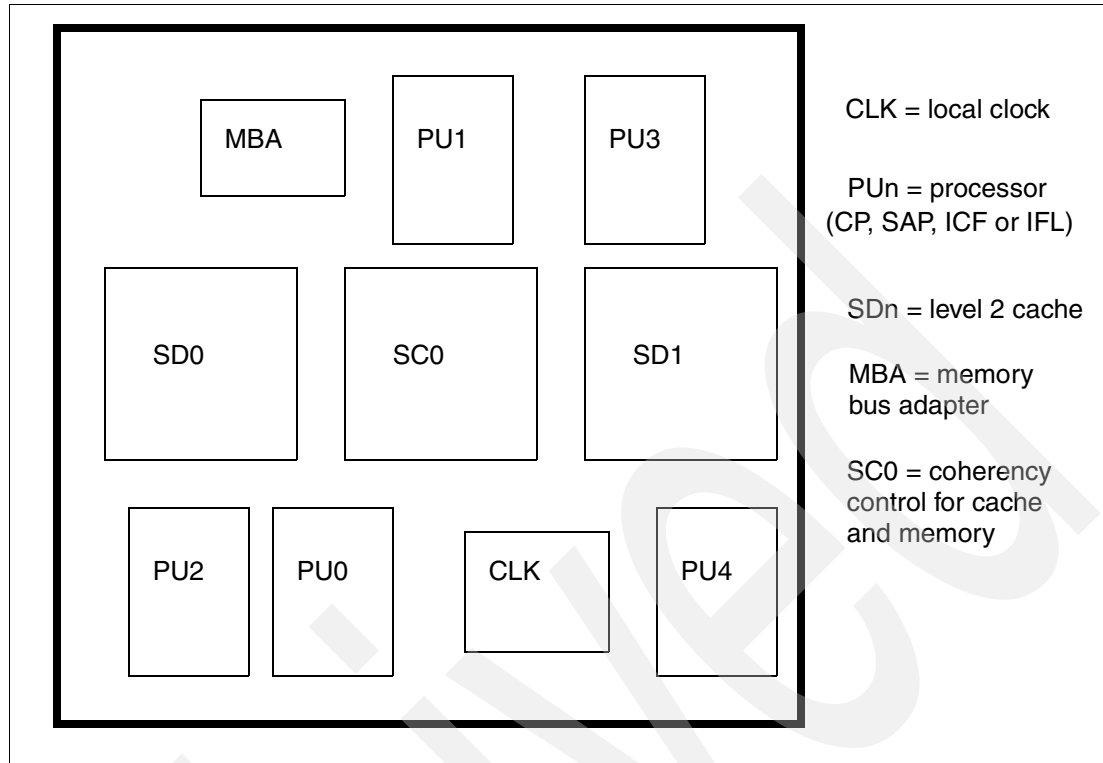 MBA
PU1
PU3
SD0
SC0
SD1
PU2
PU0
CLK
PU4
CLK = local clock
PUn = processor
(CP, SAP, ICF or IFL)
SDn = level 2 cache
MBA = memory
bus adapter
SC0 = coherency
control for cache
and memory